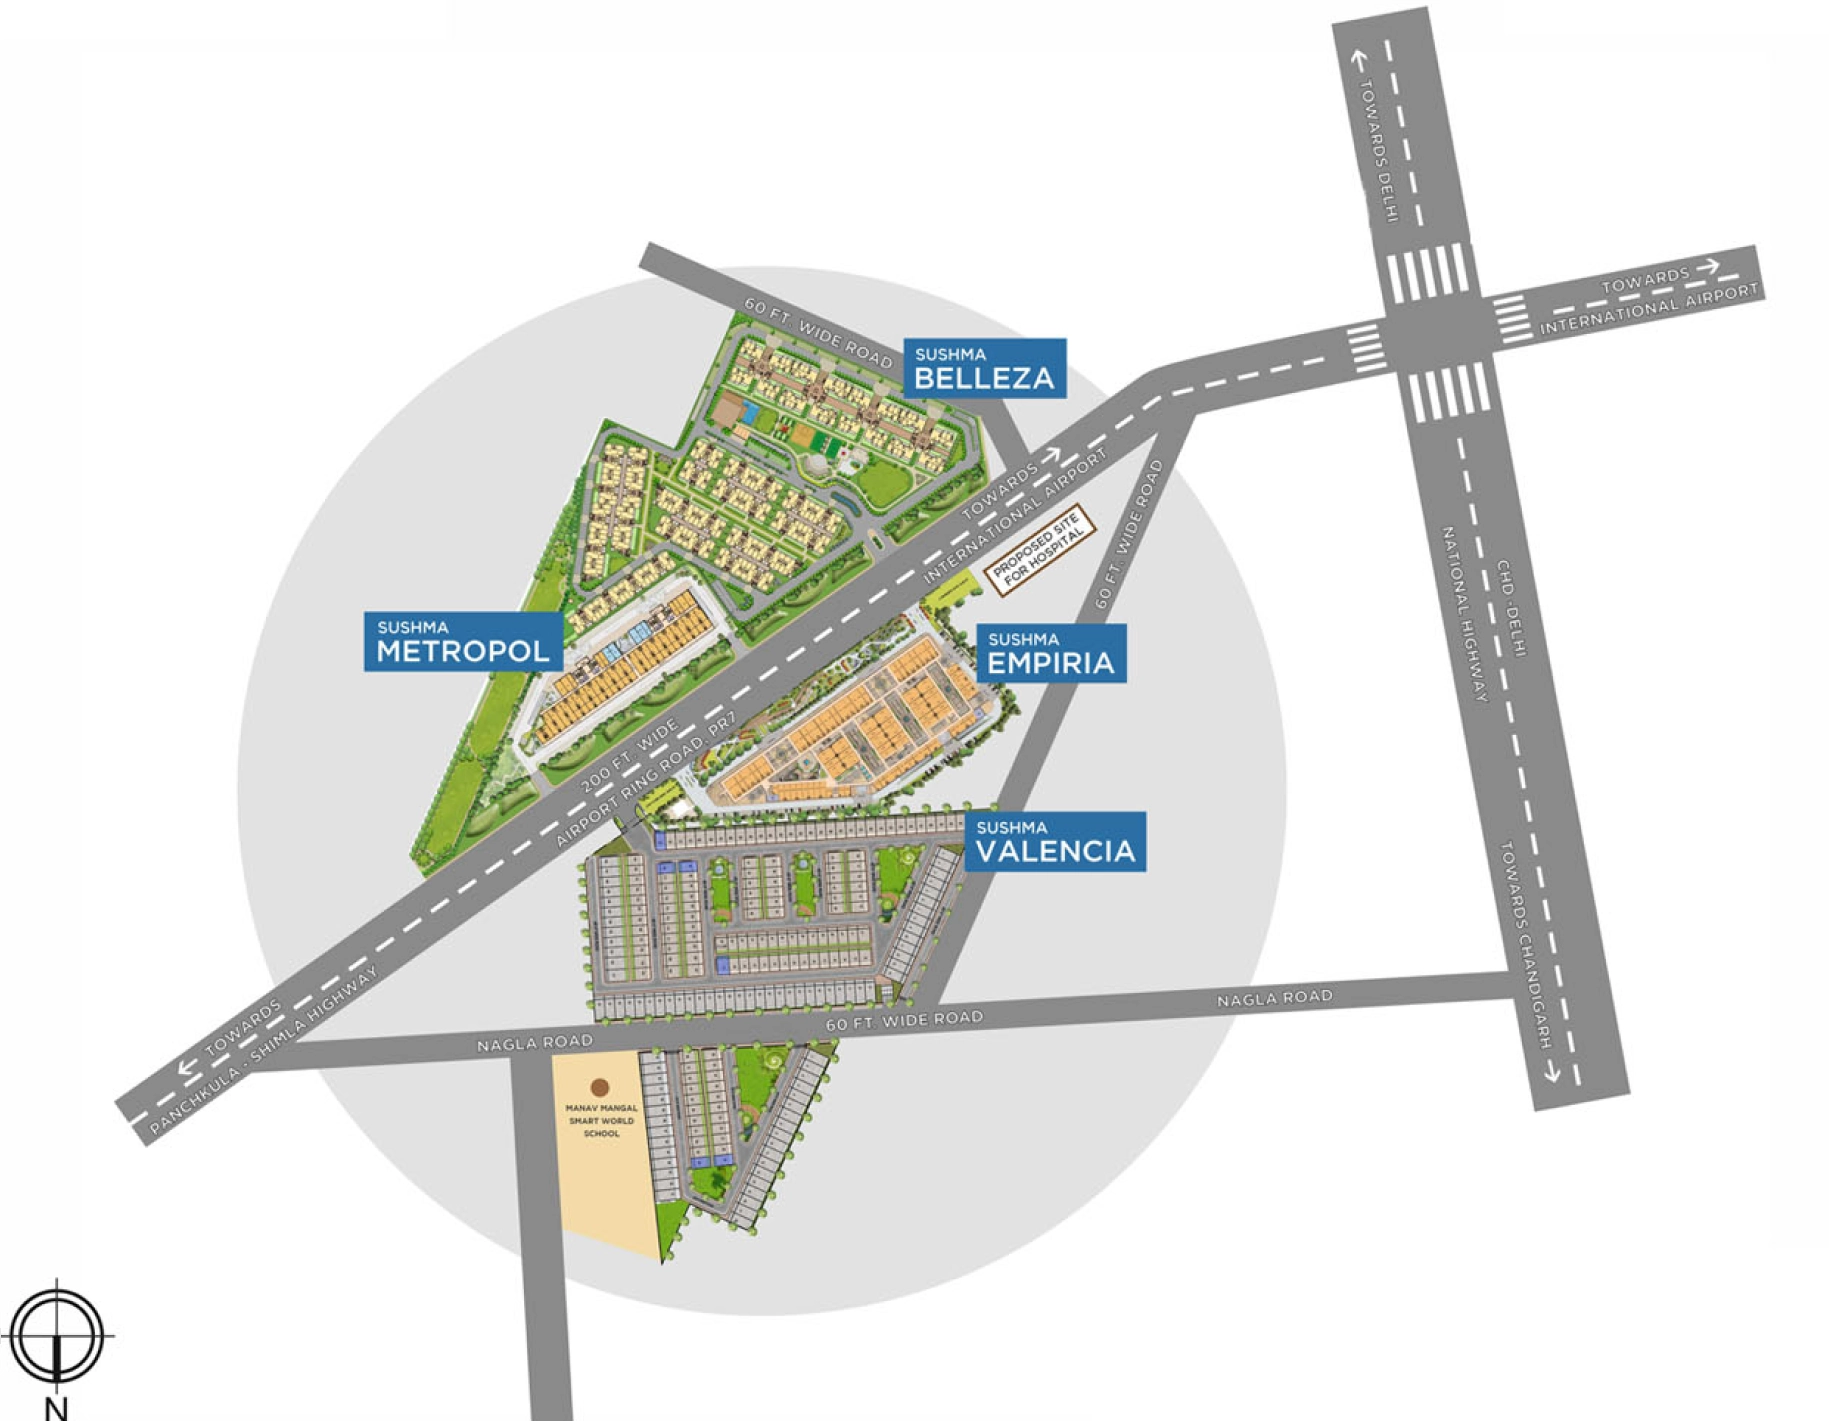 TOWARDS DELHI
TOWARDS
INTERNATIONAL AIRPORT
60 FT. WIDE ROAD
SUSHMA
BELLEZA
TOWARDS
INTERNATIONAL AIRPORT
60 FT. WIDE ROAD
PROPOSED SITE
FOR HOSPITAL
SUSHMA
METROPOL
SUSHMA
EMPIRIA
CHD-DELHI
NATIONAL HIGHWAY
200 FT. WIDE
AIRPORT RING ROAD, PR7
SUSHMA
VALENCIA
TOWARDS CHANDIGARH
TOWARDS
PANCHKULA - SHIMLA HIGHWAY
NAGLA ROAD
60 FT. WIDE ROAD
NAGLA ROAD
MANAV MANGAL
SMART WORLD
SCHOOL
N